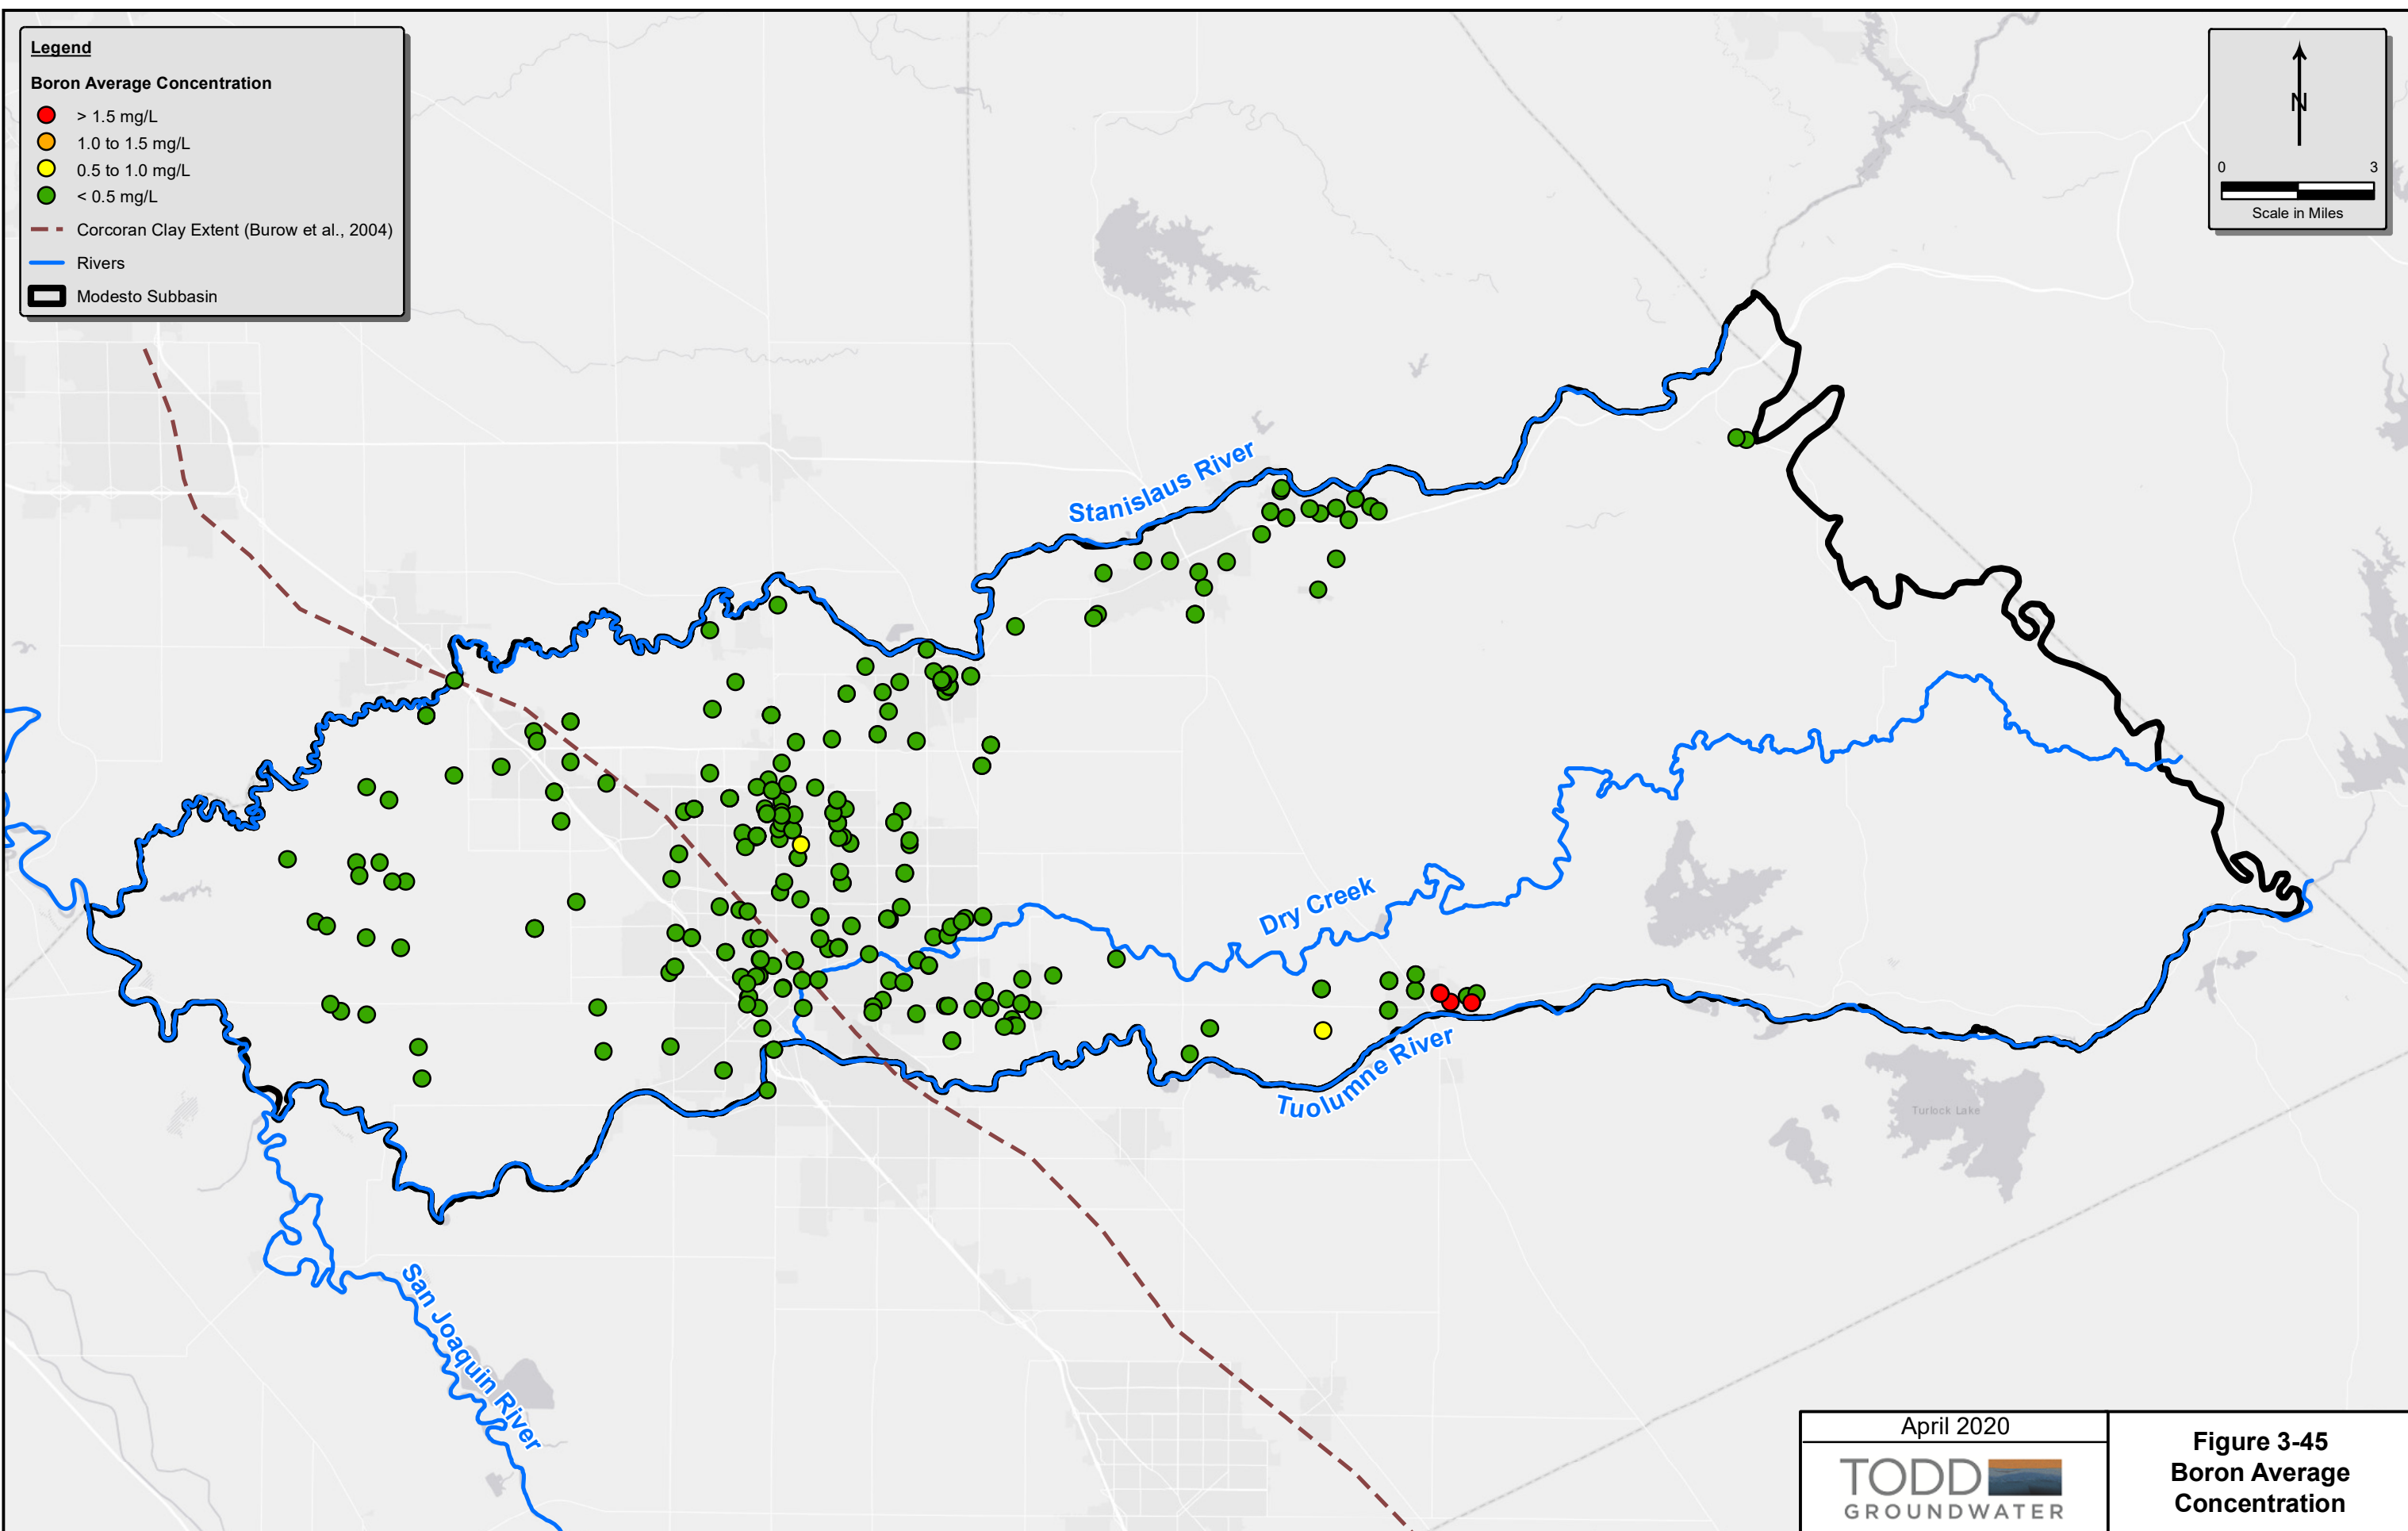 Legend
Boron Average Concentration
> 1.5 mg/L
1.0 to 1.5 mg/L
0.5 to 1.0 mg/L
< 0.5 mg/L
Corcoran Clay Extent (Burow et al., 2004)
Rivers
Modesto Subbasin
N
0 3
Scale in Miles
Stanislaus River
Dry Creek
Tuolumne River
Turlock Lake
San Joaquin River
April 2020
TODD
GROUNDWATER
Figure 3-45
Boron Average
Concentration